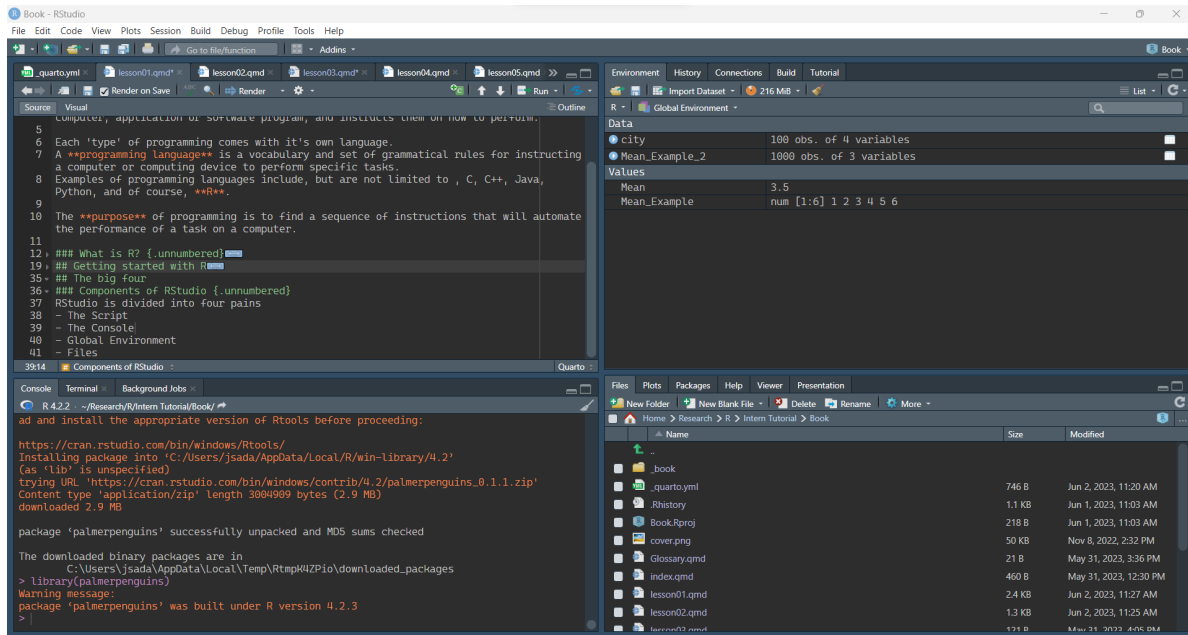 Book - RStudio
File Edit Code View Plots Session Build Debug Profile Tools Help
Go to file/function Addins Book
_quarto.yml lesson01.qmd* lesson02.qmd lesson03.qmd* lesson04.qmd lesson05.qmd
Render on Save ABC Render Run
Source Visual Outline
computer, application or software program, and instructs them on how to perform.
5
6 Each 'type' of programming comes with it's own language.
7 A **programming language** is a vocabulary and set of grammatical rules for instructing
a computer or computing device to perform specific tasks.
8 Examples of programming languages include, but are not limited to , C, C++, Java,
Python, and of course, **R**.
9
10 The **purpose** of programming is to find a sequence of instructions that will automate
the performance of a task on a computer.
11
12 ### What is R? {.unnumbered}
19 ## Getting started with R
35 ## The big four
36 ### Components of RStudio {.unnumbered}
37 RStudio is divided into four pains
38 - The Script
39 - The Console
40 - Global Environment
41 - Files
39:14 Components of RStudio Quarto
Console Terminal Background Jobs
R 4.2.2 · ~/Research/R/Intern Tutorial/Book/
ad and install the appropriate version of Rtools before proceeding:
https://cran.rstudio.com/bin/windows/Rtools/
Installing package into ‘C:/Users/jsada/AppData/Local/R/win-library/4.2’
(as ‘lib’ is unspecified)
trying URL 'https://cran.rstudio.com/bin/windows/contrib/4.2/palmerpenguins_0.1.1.zip'
Content type 'application/zip' length 3004909 bytes (2.9 MB)
downloaded 2.9 MB
package ‘palmerpenguins’ successfully unpacked and MD5 sums checked
The downloaded binary packages are in
C:\Users\jsada\AppData\Local\Temp\RtmpK4ZPio\downloaded_packages
> library(palmerpenguins)
Warning message:
package ‘palmerpenguins’ was built under R version 4.2.3
>
Environment History Connections Build Tutorial
Import Dataset 216 MiB List
R Global Environment
Data
city 100 obs. of 4 variables
Mean_Example_2 1000 obs. of 3 variables
Values
Mean 3.5
Mean_Example num [1:6] 1 2 3 4 5 6
Files Plots Packages Help Viewer Presentation
New Folder New Blank File Delete Rename More
Home > Research > R > Intern Tutorial > Book ...
Name Size Modified
..
_book
_quarto.yml 746 B Jun 2, 2023, 11:20 AM
.Rhistory 1.1 KB Jun 1, 2023, 11:03 AM
Book.Rproj 218 B Jun 1, 2023, 11:03 AM
cover.png 50 KB Nov 8, 2022, 2:32 PM
Glossary.qmd 21 B May 31, 2023, 3:36 PM
index.qmd 460 B May 31, 2023, 12:30 PM
lesson01.qmd 2.4 KB Jun 2, 2023, 11:27 AM
lesson02.qmd 1.3 KB Jun 2, 2023, 11:25 AM
lesson03.qmd 121 B May 31, 2023, 4:05 PM